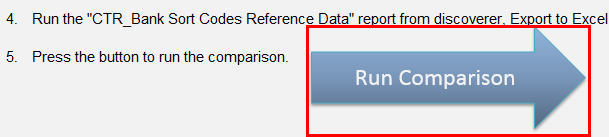 4. Run the "CTR_Bank Sort Codes Reference Data" report from discoverer, Export to Excel
5. Press the button to run the comparison.
Run Comparison